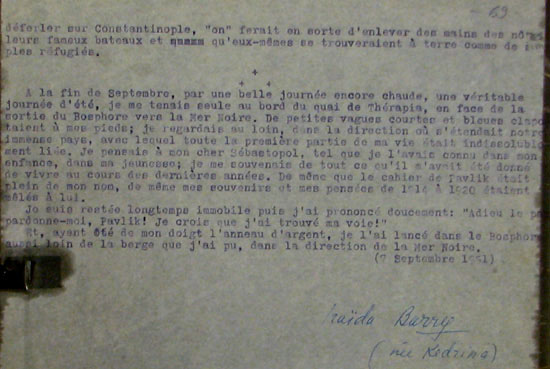 - 69
déferler sur Constantinople, "on" ferait en sorte d'enlever des mains des nô
leurs fameux bateaux et qu'eux-mêmes se trouveraient à terre comme de
ples réfugiés.
+
+ +
A la fin de Septembre, par une belle journée encore chaude, une véritable
journée d'été, je me tenais seule au bord du quai de Thérapia, en face de la
sortie du Bosphore vers la Mer Noire. De petites vagues courtes et bleues clapo
taient à mes pieds; je regardais au loin, dans la direction où s'étendait notre
immense pays, avec lequel toute la première partie de ma vie était indissoluble
ment liée. Je pensais à mon cher Sébastopol, tel que je l'avais connu dans mon
enfance, dans ma jeunesse; je me souvenais de tout ce qu'il m'avait été donné
de vivre au cours des dernières années. De même que le cahier de Pavlik était
plein de mon nom, de même mes souvenirs et mes pensées de 1914 à 1920 étaient
mêlés à lui.
Je suis restée longtemps immobile puis j'ai prononcé doucement: "Adieu le pa
pardonne-moi, Pavlik! Je crois que j'ai trouvé ma voie!"
Et, ayant ôté de mon doigt l'anneau d'argent, je l'ai lancé dans le Bosphore
aussi loin de la berge que j'ai pu, dans la direction de la Mer Noire.
(7 Septembre 1951)
Iraïda Barry
(née Kedrina)